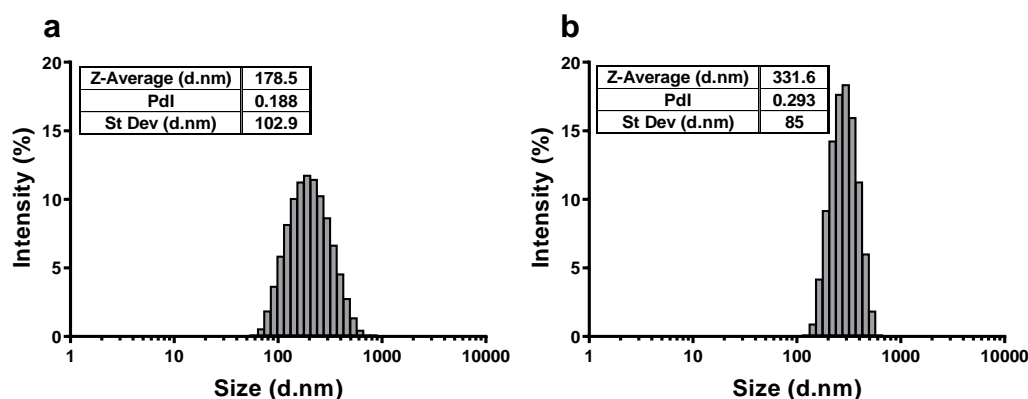 a
Z-Average (d.nm) 178.5
PdI 0.188
St Dev (d.nm) 102.9
Intensity (%)
20
15
10
5
0
1 10 100 1000 10000
Size (d.nm)
b
Z-Average (d.nm) 331.6
PdI 0.293
St Dev (d.nm) 85
Intensity (%)
20
15
10
5
0
1 10 100 1000 10000
Size (d.nm)